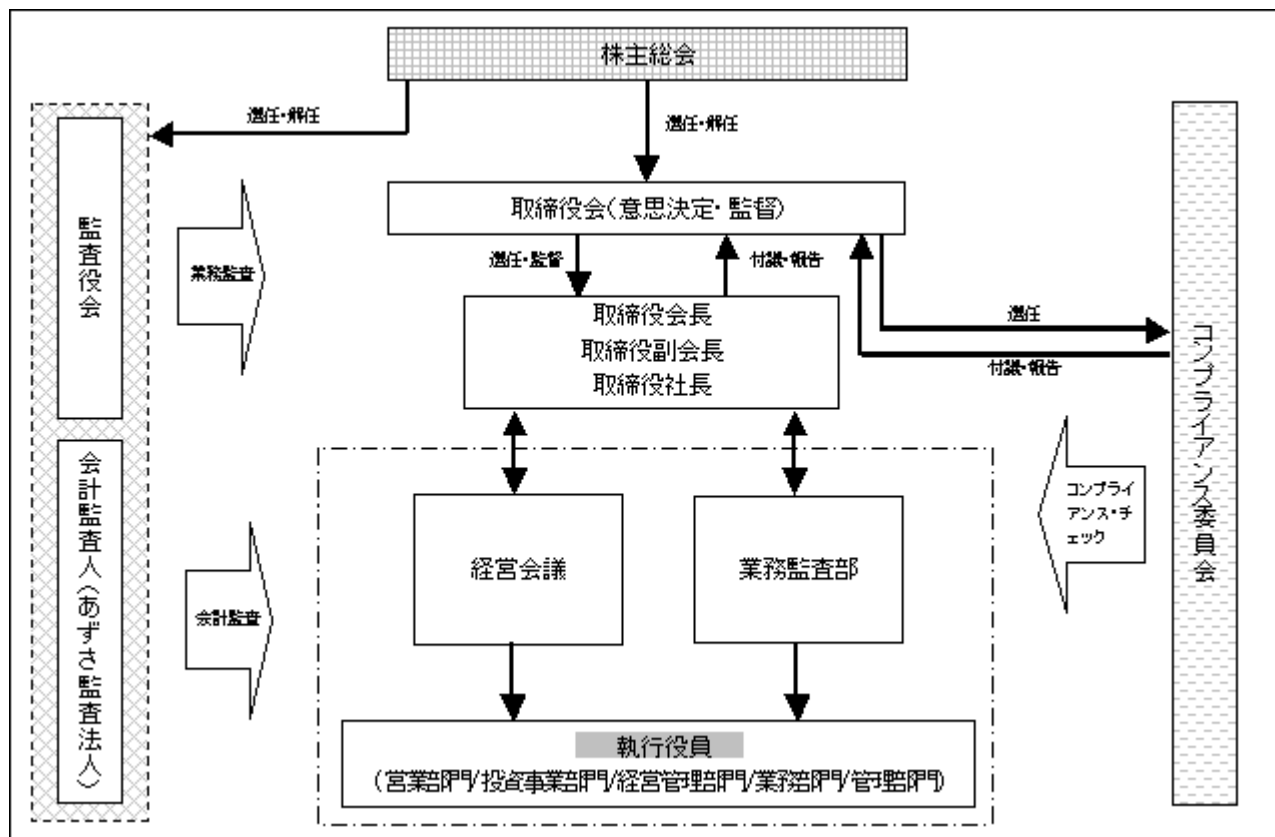 株主総会
選任・解任
選任・解任
取締役会(意思決定・監督)
選任・監督
付議・報告
監査役会
業務監査
取締役会長
取締役副会長
取締役社長
選任
付議・報告
コンプライアンス委員会
コンプライ
アンス・チ
ェック
会計監査人(あずさ監査法人)
会計監査
経営会議
業務監査部
執行役員
(営業部門/投資事業部門/経営管理部門/業務部門/管理部門)